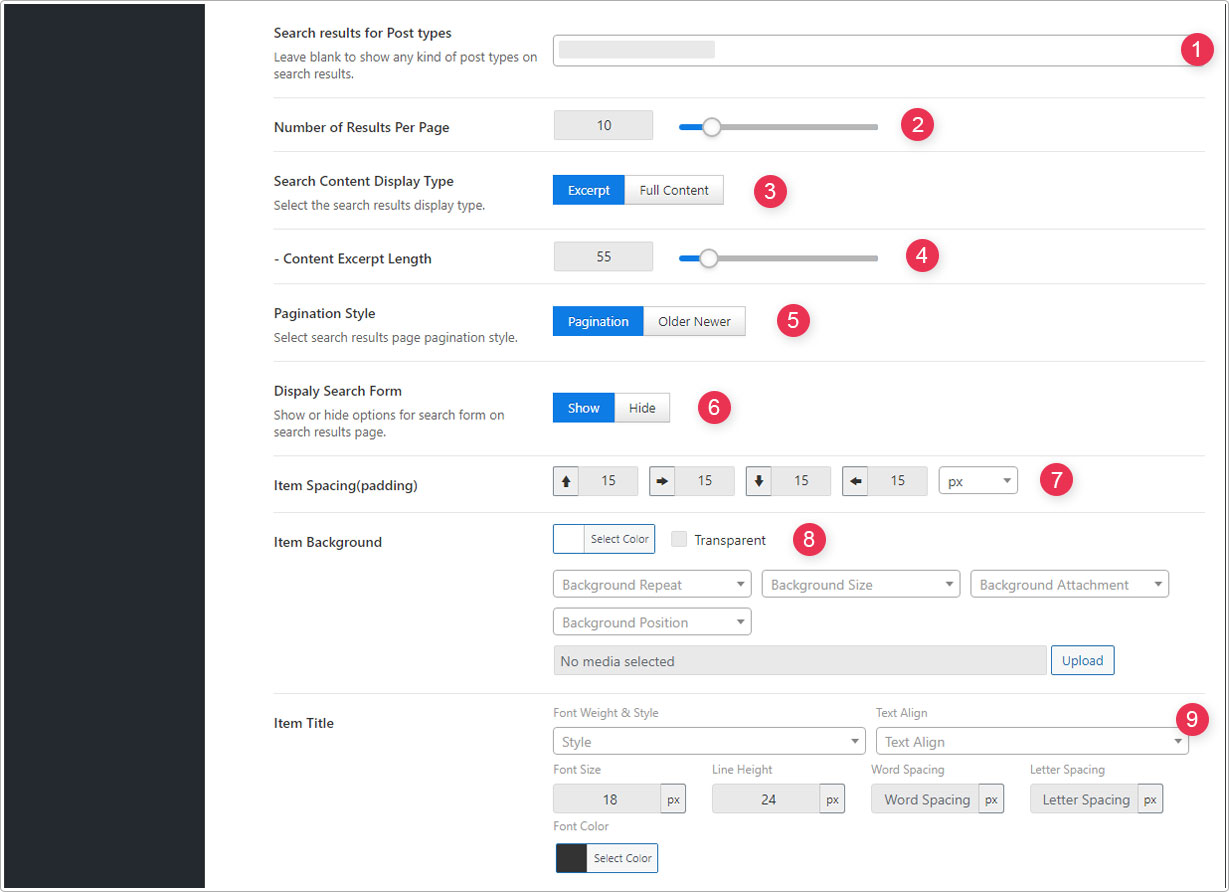 Search results for Post types
Leave blank to show any kind of post types on
search results.
1
Number of Results Per Page
10
2
Search Content Display Type
Select the search results display type.
Excerpt
Full Content
3
- Content Excerpt Length
55
4
Pagination Style
Select search results page pagination style.
Pagination
Older Newer
5
Dispaly Search Form
Show or hide options for search form on
search results page.
Show
Hide
6
Item Spacing(padding)
15
15
15
15
px
7
Item Background
Select Color
Transparent
8
Background Repeat
Background Size
Background Attachment
Background Position
No media selected
Upload
Item Title
Font Weight & Style
Text Align
9
Style
Text Align
Font Size
Line Height
Word Spacing
Letter Spacing
18 px
24 px
Word Spacing px
Letter Spacing px
Font Color
Select Color